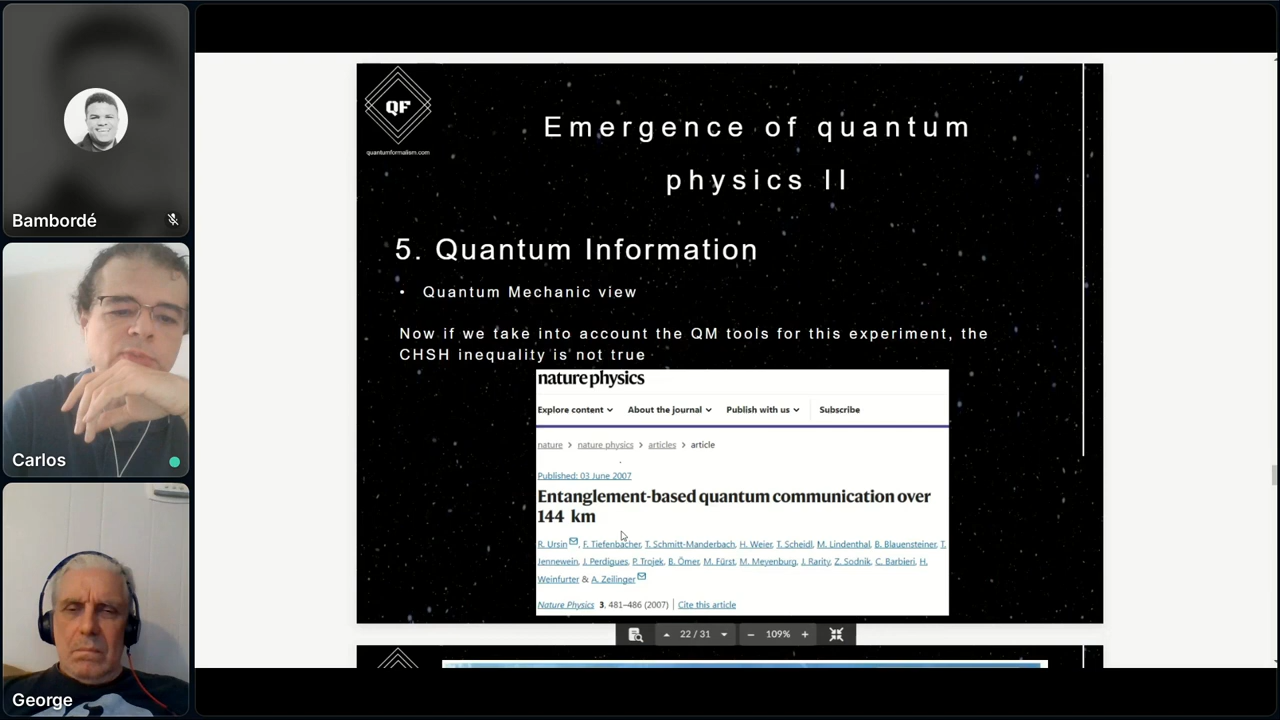 Bambordé
Carlos
George
QF
quantumformalism.com
Emergence of quantum
physics II
5. Quantum Information
• Quantum Mechanic view
Now if we take into account the QM tools for this experiment, the
CHSH inequality is not true
nature physics
Explore content About the journal Publish with us Subscribe
nature > nature physics > articles > article
Published: 03 June 2007
Entanglement-based quantum communication over
144 km
R. Ursin, F. Tiefenbacher, T. Schmitt-Manderbach, H. Weier, T. Scheidl, M. Lindenthal, B. Blauensteiner, T.
Jennewein, J. Perdigues, P. Trojek, B. Ömer, M. Fürst, M. Meyenburg, J. Rarity, Z. Sodnik, C. Barbieri, H.
Weinfurter & A. Zeilinger
Nature Physics 3, 481–486 (2007) | Cite this article
22 / 31 − 109% +